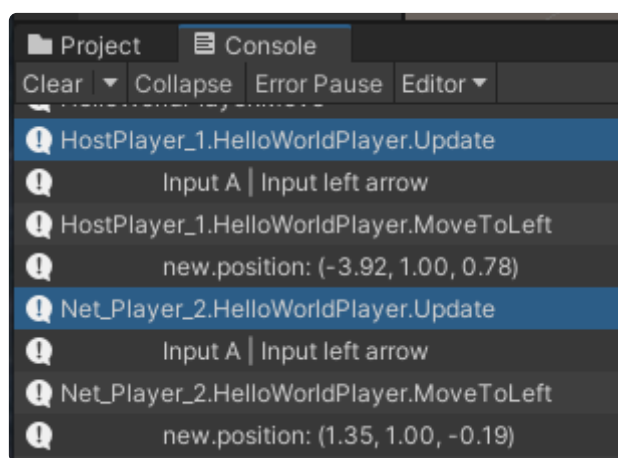 Project Console
Clear Collapse Error Pause Editor
HelloWorldPlayer.Move
HostPlayer_1.HelloWorldPlayer.Update
Input A | Input left arrow
HostPlayer_1.HelloWorldPlayer.MoveToLeft
new.position: (-3.92, 1.00, 0.78)
Net_Player_2.HelloWorldPlayer.Update
Input A | Input left arrow
Net_Player_2.HelloWorldPlayer.MoveToLeft
new.position: (1.35, 1.00, -0.19)